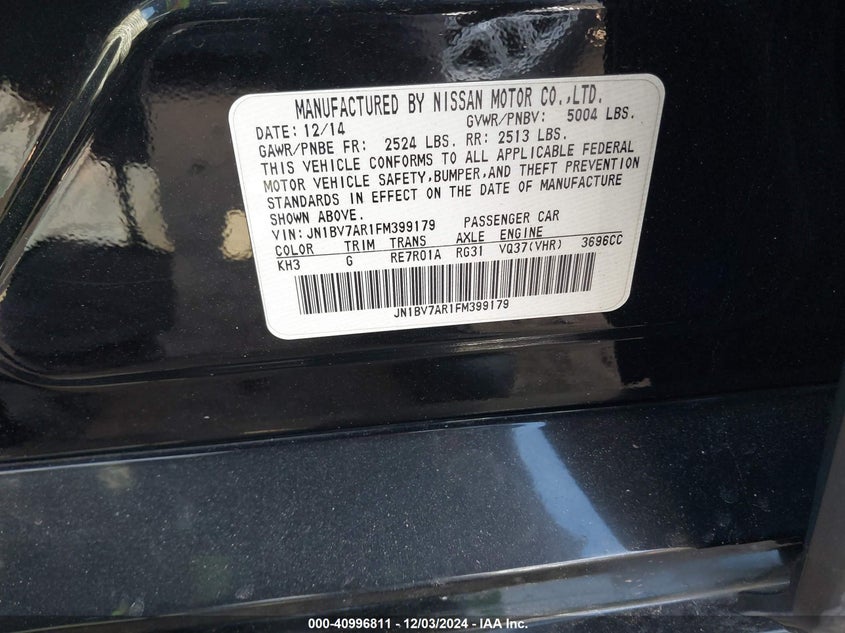 MANUFACTURED BY NISSAN MOTOR CO.,LTD.
DATE: 12/14 GVWR/PNBV: 5004 LBS.
GAWR/PNBE FR: 2524 LBS. RR: 2513 LBS.
THIS VEHICLE CONFORMS TO ALL APPLICABLE FEDERAL
MOTOR VEHICLE SAFETY,BUMPER,AND THEFT PREVENTION
STANDARDS IN EFFECT ON THE DATE OF MANUFACTURE
SHOWN ABOVE.
VIN: JN1BV7AR1FM399179 PASSENGER CAR
COLOR TRIM TRANS AXLE ENGINE
KH3 G RE7R01A RG31 VQ37(VHR) 3696CC
JN1BV7AR1FM399179
000-40996811 - 12/03/2024 - IAA Inc.